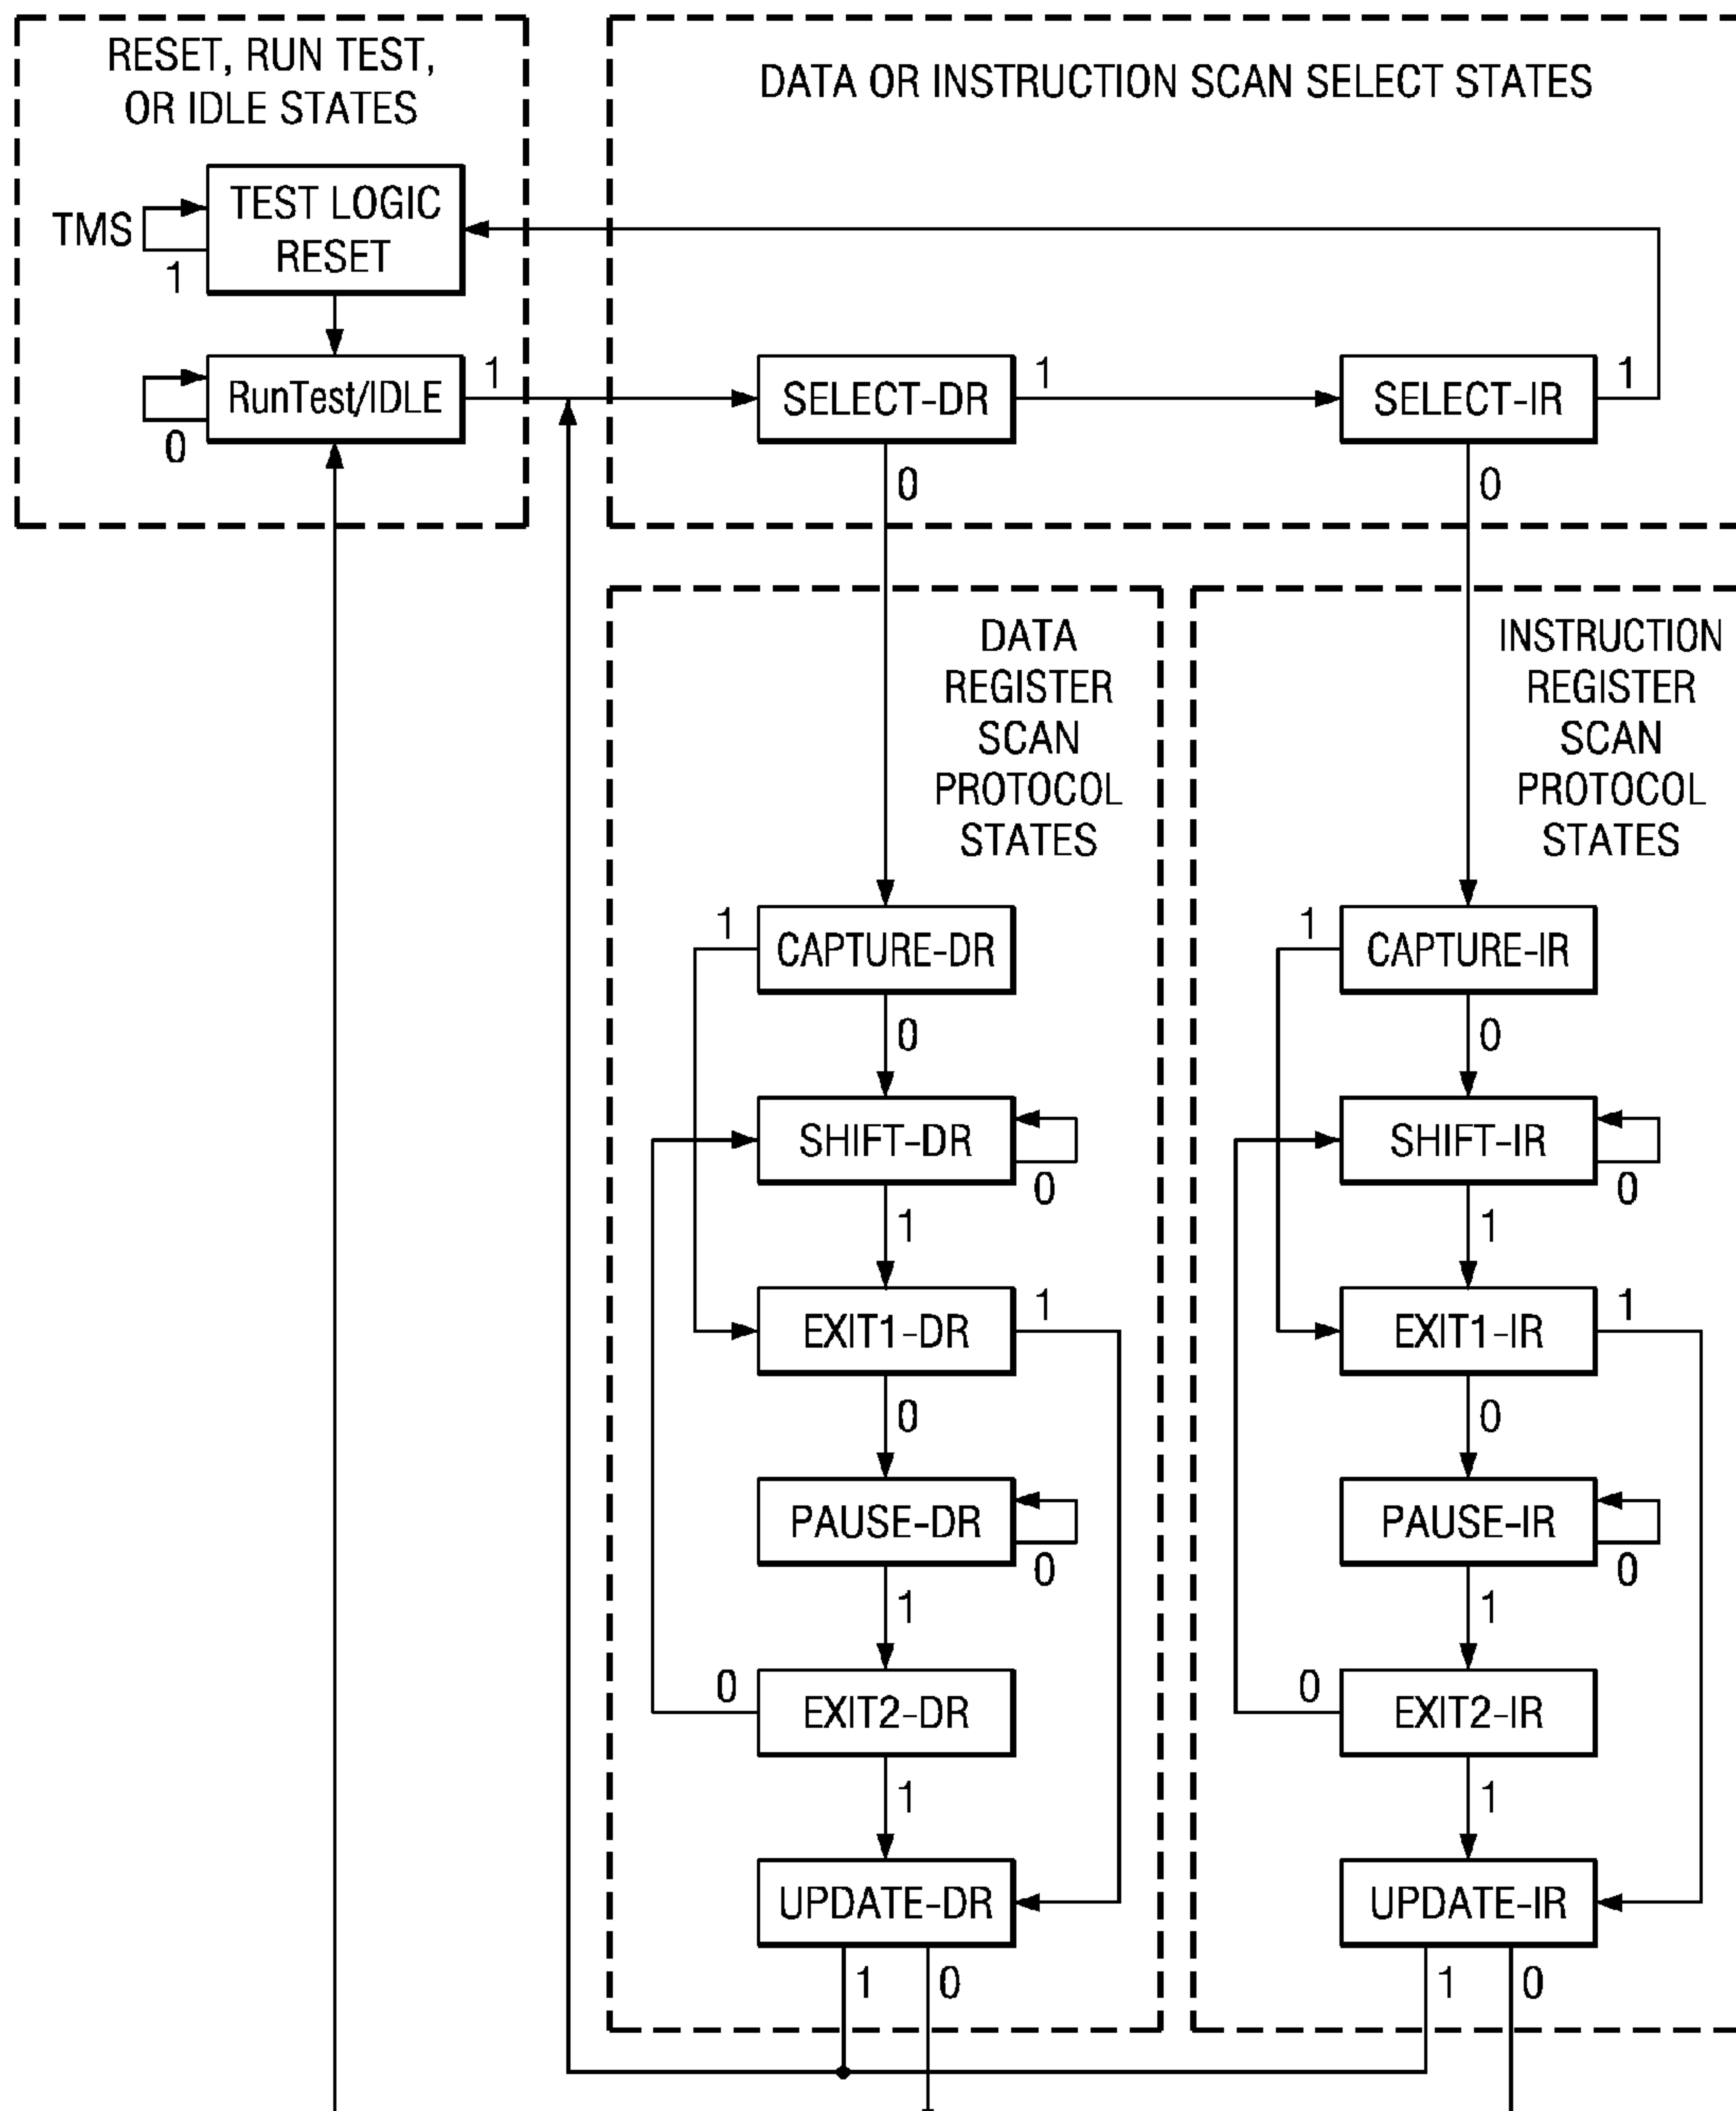 RESET, RUN TEST,
OR IDLE STATES
DATA OR INSTRUCTION SCAN SELECT STATES
TEST LOGIC
RESET
TMS
1
RunTest/IDLE
1
0
SELECT-DR
1
SELECT-IR
1
0
0
DATA
REGISTER
SCAN
PROTOCOL
STATES
INSTRUCTION
REGISTER
SCAN
PROTOCOL
STATES
1
CAPTURE-DR
0
SHIFT-DR
0
1
EXIT1-DR
1
0
PAUSE-DR
0
1
0
EXIT2-DR
1
UPDATE-DR
1
0
1
CAPTURE-IR
0
SHIFT-IR
0
1
EXIT1-IR
1
0
PAUSE-IR
0
1
0
EXIT2-IR
1
UPDATE-IR
1
0